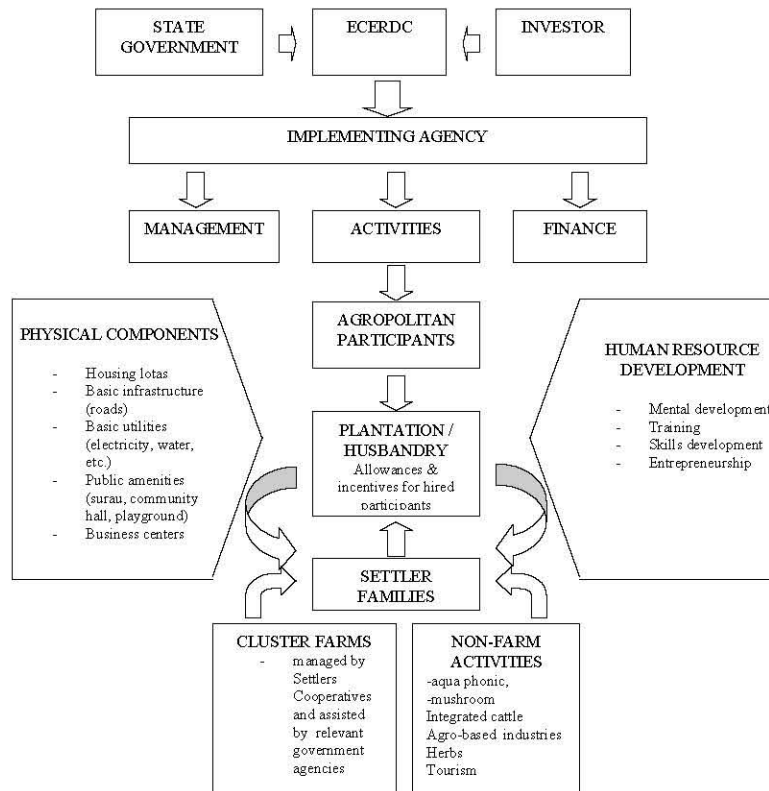 STATE
GOVERNMENT
ECERDC
INVESTOR
IMPLEMENTING AGENCY
MANAGEMENT
ACTIVITIES
FINANCE
AGROPOLITAN
PARTICIPANTS
PHYSICAL COMPONENTS
- Housing lotas
- Basic infrastructure
(roads)
- Basic utilities
(electricity, water,
etc.)
- Public amenities
(surau, community
hall, playground)
- Business centers
PLANTATION /
HUSBANDRY
Allowances &
incentives for hired
participants
HUMAN RESOURCE
DEVELOPMENT
- Mental development
- Training
- Skills development
- Entrepreneurship
SETTLER
FAMILIES
CLUSTER FARMS
- managed by
Settlers
Cooperatives
and assisted
by relevant
government
agencies
NON-FARM
ACTIVITIES
-aqua phonic,
-mushroom
Integrated cattle
Agro-based industries
Herbs
Tourism